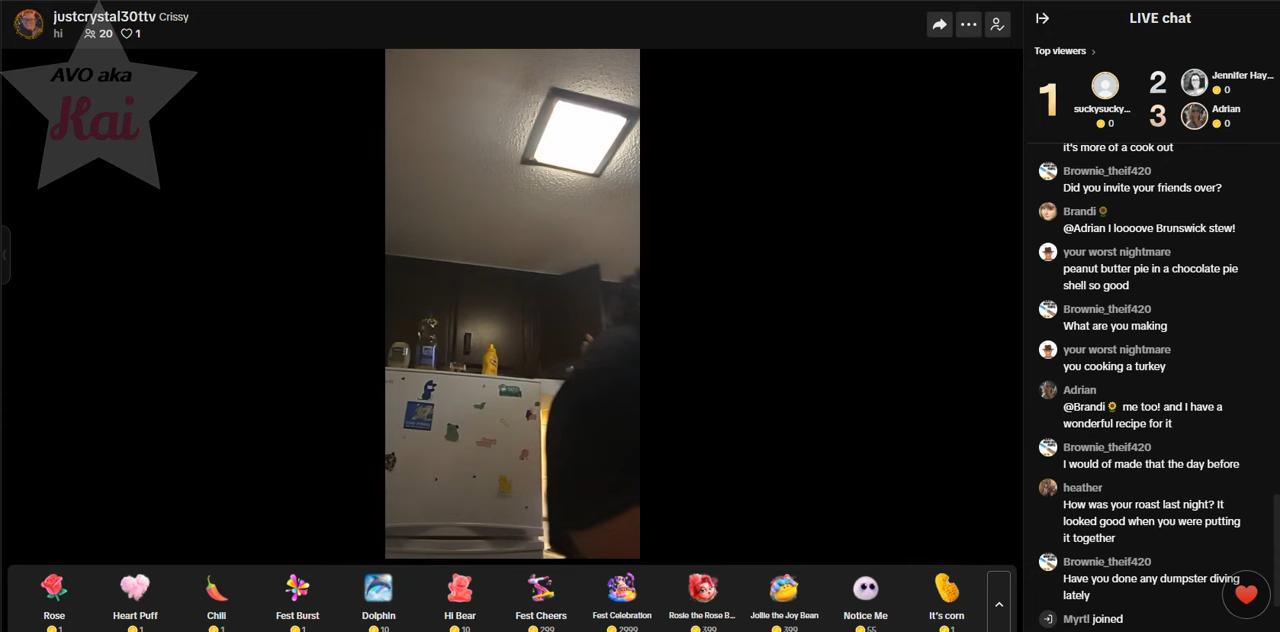 justcrystal30ttv Crissy
hi 20 1
AVO aka
Kai
LIVE chat
Top viewers
1 suckysucky... 0
2 Jennifer Hay... 0
3 Adrian 0
it's more of a cook out
Brownie_theif420
Did you invite your friends over?
Brandi🌻
@Adrian I loooove Brunswick stew!
your worst nightmare
peanut butter pie in a chocolate pie
shell so good
Brownie_theif420
What are you making
your worst nightmare
you cooking a turkey
Adrian
@Brandi🌻 me too! and I have a
wonderful recipe for it
Brownie_theif420
I would of made that the day before
heather
How was your roast last night? It
looked good when you were putting
it together
Brownie_theif420
Have you done any dumpster diving
lately
Myrtl joined
Rose Heart Puff Chili Fest Burst Dolphin Hi Bear Fest Cheers Fest Celebration Rosie the Rose B... Jollie the Joy Bean Notice Me It's corn
1 1 1 1 10 10 299 2999 399 399 55 1